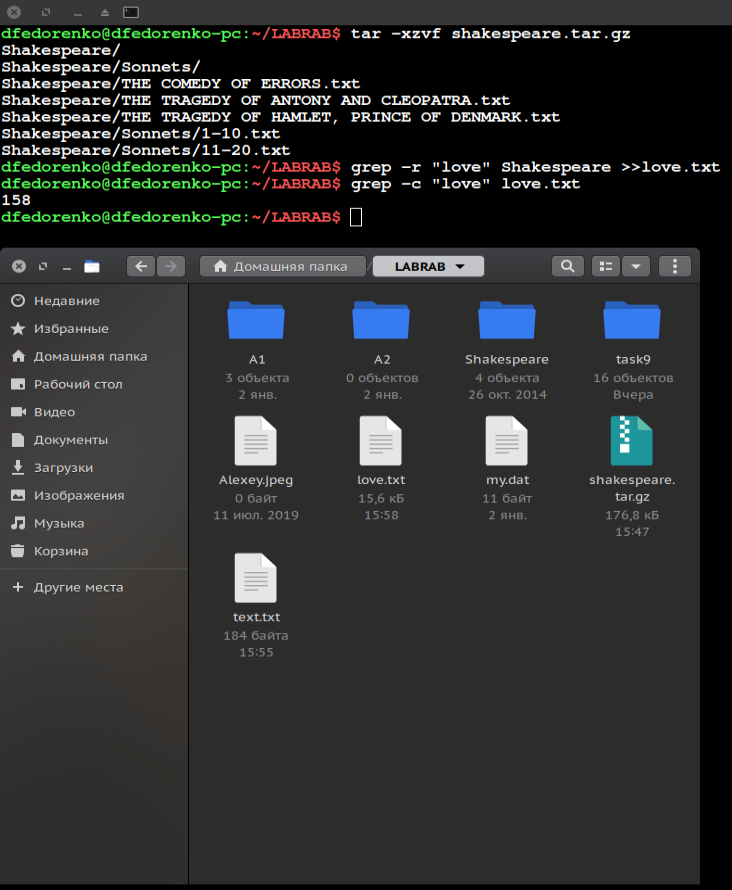 dfedorenko@dfedorenko-pc:~/LABRAB$ tar -xzvf shakespeare.tar.gz
Shakespeare/
Shakespeare/Sonnets/
Shakespeare/THE COMEDY OF ERRORS.txt
Shakespeare/THE TRAGEDY OF ANTONY AND CLEOPATRA.txt
Shakespeare/THE TRAGEDY OF HAMLET, PRINCE OF DENMARK.txt
Shakespeare/Sonnets/1-10.txt
Shakespeare/Sonnets/11-20.txt
dfedorenko@dfedorenko-pc:~/LABRAB$ grep -r "love" Shakespeare >>love.txt
dfedorenko@dfedorenko-pc:~/LABRAB$ grep -c "love" love.txt
158
dfedorenko@dfedorenko-pc:~/LABRAB$
Домашняя папка / LABRAB
Недавние
Избранные
Домашняя папка
Рабочий стол
Видео
Документы
Загрузки
Изображения
Музыка
Корзина
Другие места
A1 A2 Shakespeare task9
3 объекта 0 объектов 4 объекта 16 объектов
2 янв. 2 янв. 26 окт. 2014 Вчера
Alexey.jpeg love.txt my.dat shakespeare.
0 байт 15,6 кБ 11 байт tar.gz
11 июл. 2019 15:58 2 янв. 176,8 кБ
15:47
text.txt
184 байта
15:55